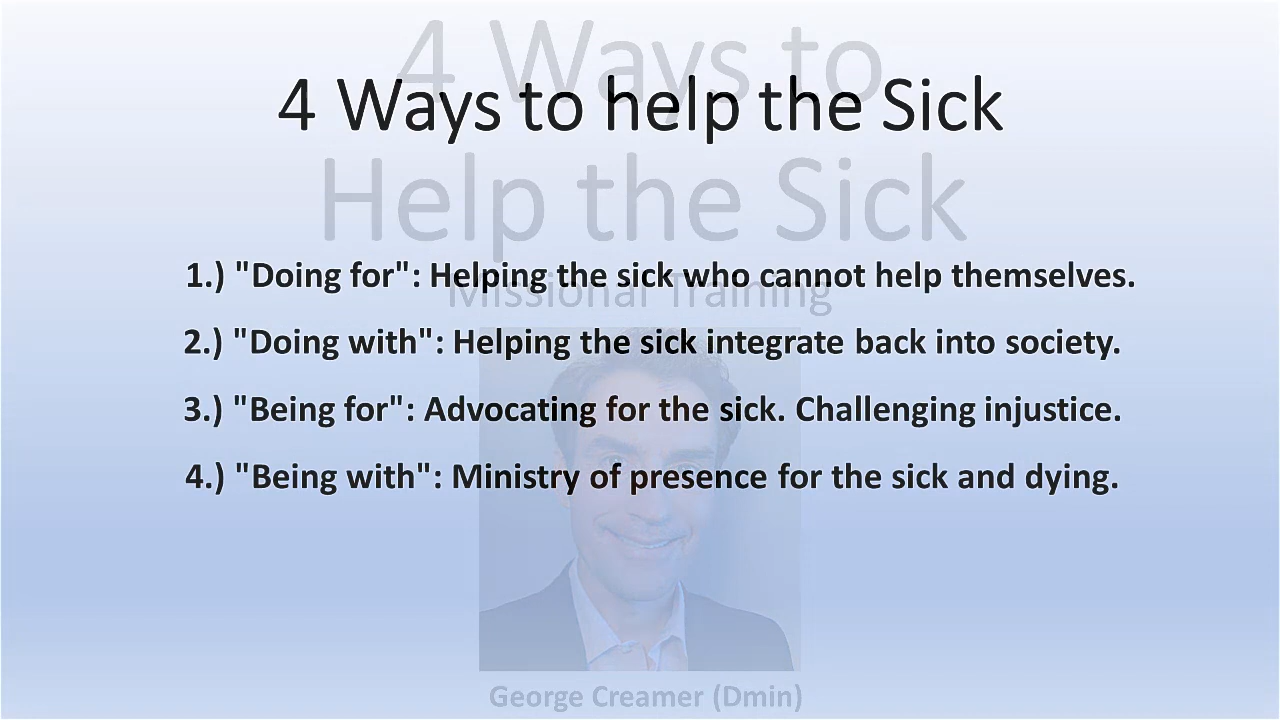 4 Ways to
4 Ways to help the Sick
Help the Sick
1.) "Doing for": Helping the sick who cannot help themselves.
Missional Training
2.) "Doing with": Helping the sick integrate back into society.
3.) "Being for": Advocating for the sick. Challenging injustice.
4.) "Being with": Ministry of presence for the sick and dying.
George Creamer (Dmin)